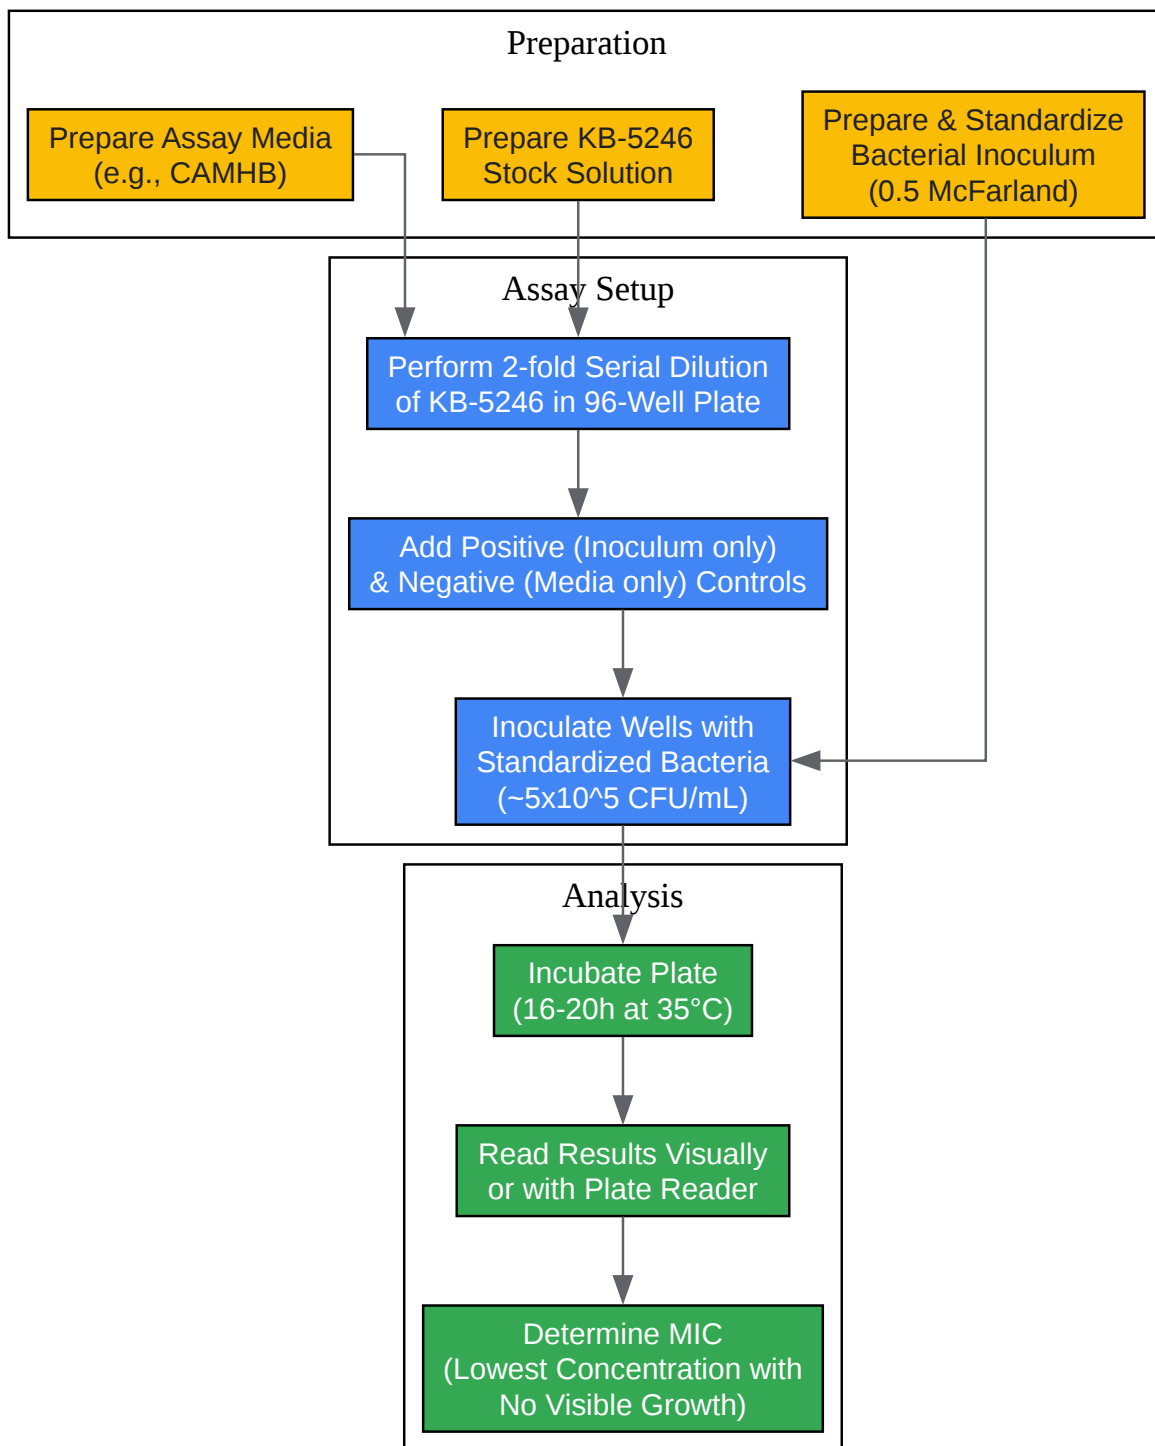 Preparation
Prepare Assay Media
(e.g., CAMHB)
Prepare KB-5246
Stock Solution
Prepare & Standardize
Bacterial Inoculum
(0.5 McFarland)
Assay Setup
Perform 2-fold Serial Dilution
of KB-5246 in 96-Well Plate
Add Positive (Inoculum only)
& Negative (Media only) Controls
Inoculate Wells with
Standardized Bacteria
(~5x10^5 CFU/mL)
Analysis
Incubate Plate
(16-20h at 35°C)
Read Results Visually
or with Plate Reader
Determine MIC
(Lowest Concentration with
No Visible Growth)